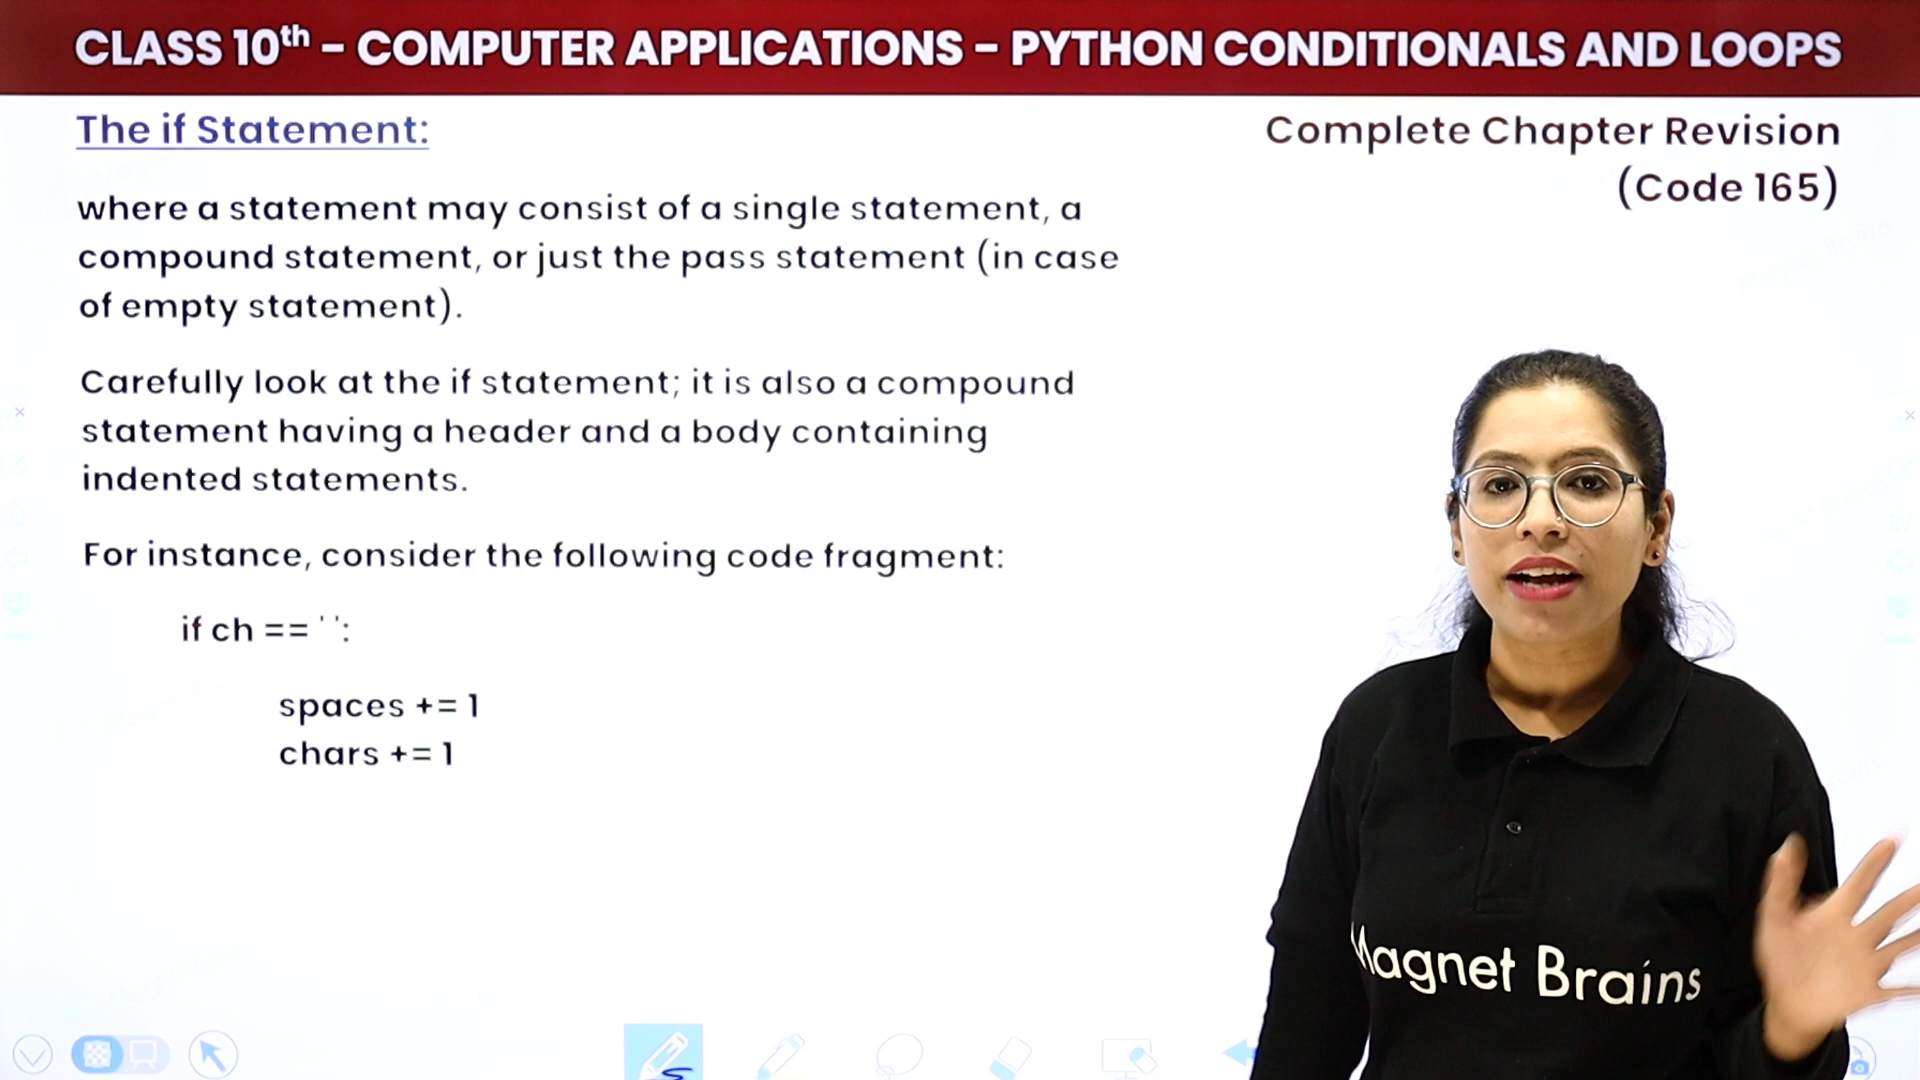 CLASS 10th – COMPUTER APPLICATIONS – PYTHON CONDITIONALS AND LOOPS
The if Statement:
Complete Chapter Revision
(Code 165)
where a statement may consist of a single statement, a
compound statement, or just the pass statement (in case
of empty statement).
Carefully look at the if statement; it is also a compound
statement having a header and a body containing
indented statements.
For instance, consider the following code fragment:
if ch == ' ':
spaces += 1
chars += 1
Magnet Brains